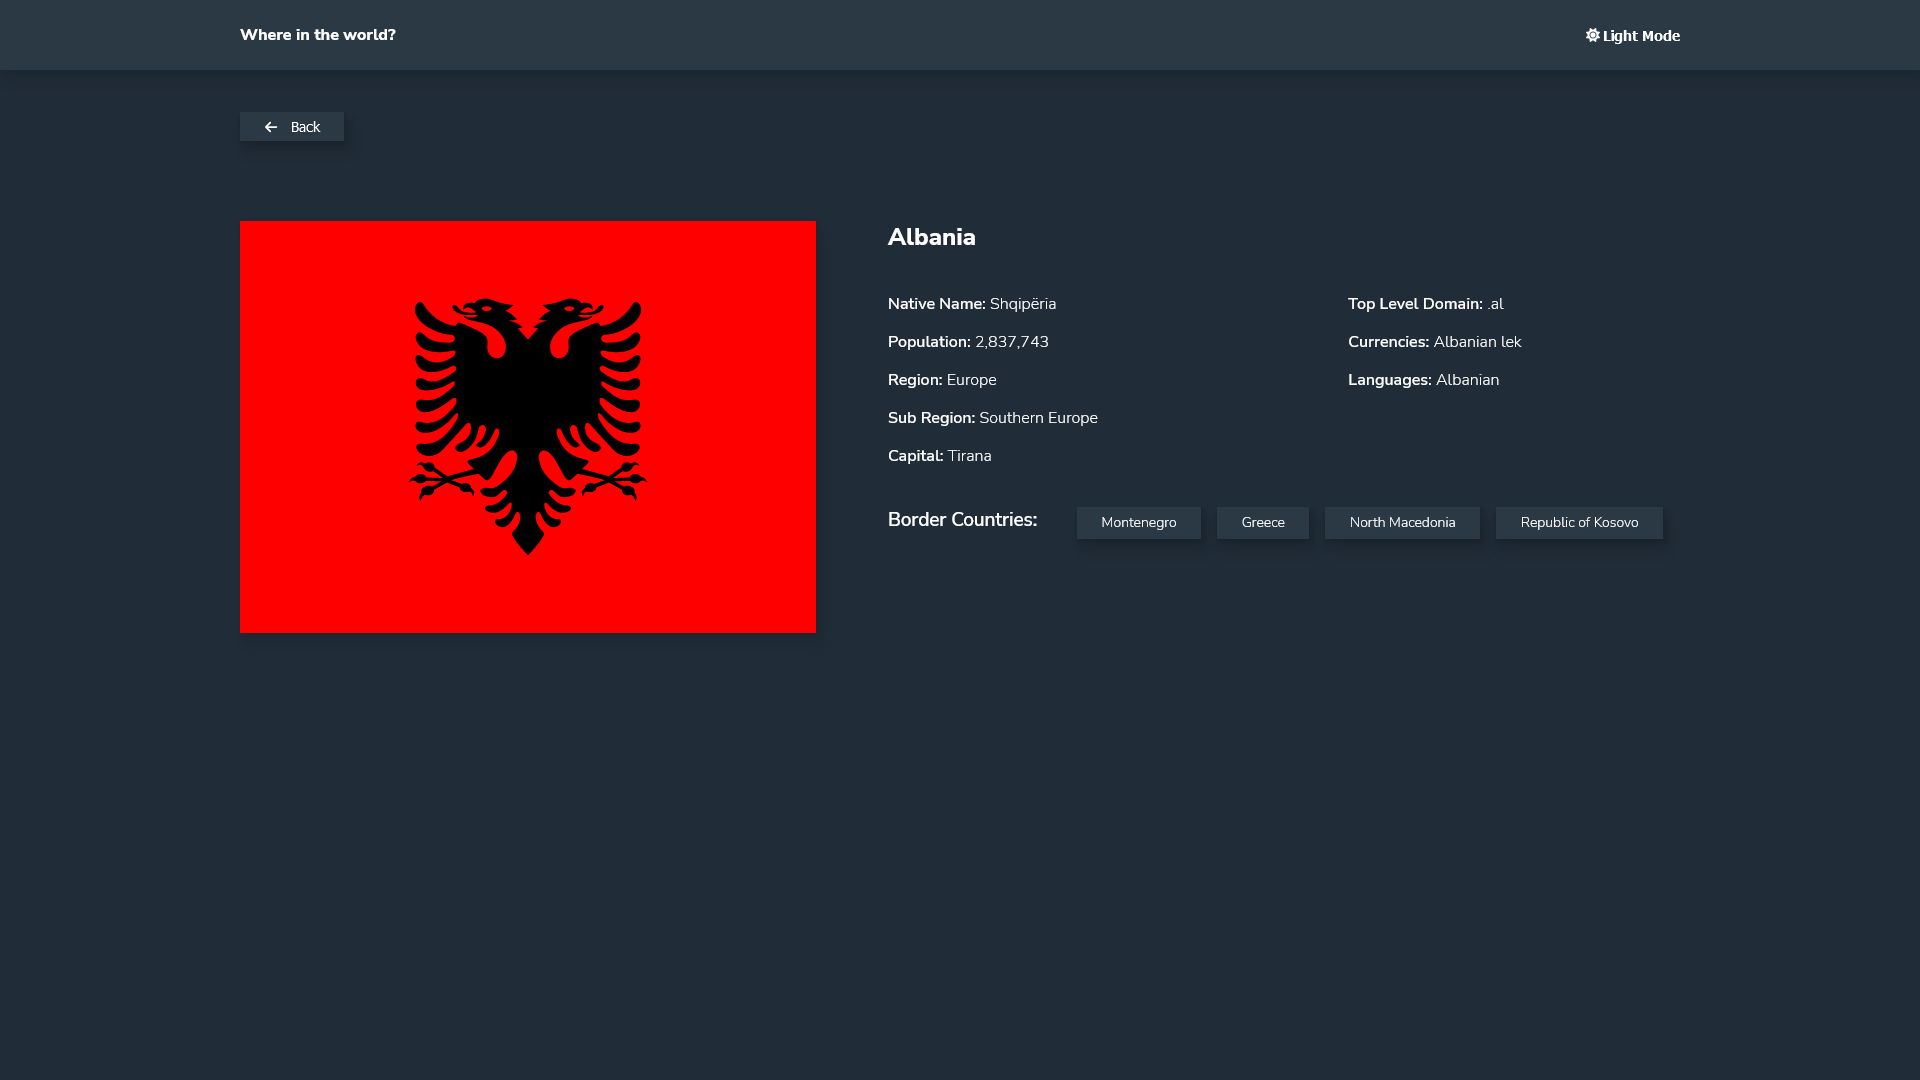 Where in the world?
Light Mode
Back
Albania
Native Name: Shqipëria
Population: 2,837,743
Region: Europe
Sub Region: Southern Europe
Capital: Tirana
Top Level Domain: .al
Currencies: Albanian lek
Languages: Albanian
Border Countries: Montenegro Greece North Macedonia Republic of Kosovo